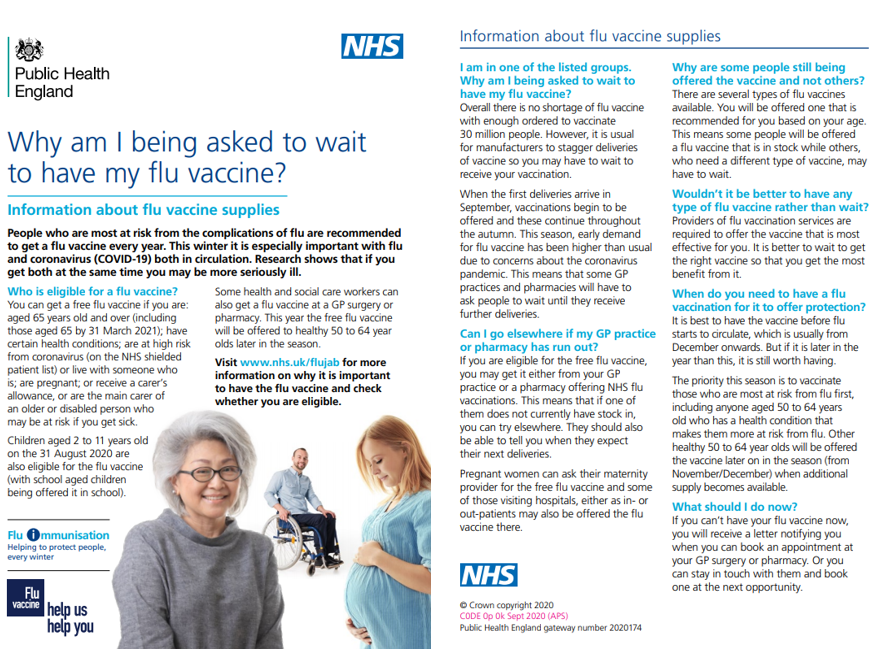 Public Health
England
NHS
Why am I being asked to wait
to have my flu vaccine?
Information about flu vaccine supplies
People who are most at risk from the complications of flu are recommended
to get a flu vaccine every year. This winter it is especially important with flu
and coronavirus (COVID-19) both in circulation. Research shows that if you
get both at the same time you may be more seriously ill.
Who is eligible for a flu vaccine?
You can get a free flu vaccine if you are:
aged 65 years old and over (including
those aged 65 by 31 March 2021); have
certain health conditions; are at high risk
from coronavirus (on the NHS shielded
patient list) or live with someone who
is; are pregnant; or receive a carer's
allowance, or are the main carer of
an older or disabled person who
may be at risk if you get sick.
Children aged 2 to 11 years old
on the 31 August 2020 are
also eligible for the flu vaccine
(with school aged children
being offered it in school).
Some health and social care workers can
also get a flu vaccine at a GP surgery or
pharmacy. This year the free flu vaccine
will be offered to healthy 50 to 64 year
olds later in the season.
Visit www.nhs.uk/flujab for more
information on why it is important
to have the flu vaccine and check
whether you are eligible.
Flu immunisation
Helping to protect people,
every winter
Flu
vaccine
help us
help you
Information about flu vaccine supplies
I am in one of the listed groups.
Why am I being asked to wait to
have my flu vaccine?
Overall there is no shortage of flu vaccine
with enough ordered to vaccinate
30 million people. However, it is usual
for manufacturers to stagger deliveries
of vaccine so you may have to wait to
receive your vaccination.
When the first deliveries arrive in
September, vaccinations begin to be
offered and these continue throughout
the autumn. This season, early demand
for flu vaccine has been higher than usual
due to concerns about the coronavirus
pandemic. This means that some GP
practices and pharmacies will have to
ask people to wait until they receive
further deliveries.
Can I go elsewhere if my GP practice
or pharmacy has run out?
If you are eligible for the free flu vaccine,
you may get it either from your GP
practice or a pharmacy offering NHS flu
vaccinations. This means that if one of
them does not currently have stock in,
you can try elsewhere. They should also
be able to tell you when they expect
their next deliveries.
Pregnant women can ask their maternity
provider for the free flu vaccine and some
of those visiting hospitals, either as in- or
out-patients may also be offered the flu
vaccine there.
NHS
© Crown copyright 2020
C0DE 0p 0k Sept 2020 (APS)
Public Health England gateway number 2020174
Why are some people still being
offered the vaccine and not others?
There are several types of flu vaccines
available. You will be offered one that is
recommended for you based on your age.
This means some people will be offered
a flu vaccine that is in stock while others,
who need a different type of vaccine, may
have to wait.
Wouldn't it be better to have any
type of flu vaccine rather than wait?
Providers of flu vaccination services are
required to offer the vaccine that is most
effective for you. It is better to wait to get
the right vaccine so that you get the most
benefit from it.
When do you need to have a flu
vaccination for it to offer protection?
It is best to have the vaccine before flu
starts to circulate, which is usually from
December onwards. But if it is later in the
year than this, it is still worth having.
The priority this season is to vaccinate
those who are most at risk from flu first,
including anyone aged 50 to 64 years
old who has a health condition that
makes them more at risk from flu. Other
healthy 50 to 64 year olds will be offered
the vaccine later on in the season (from
November/December) when additional
supply becomes available.
What should I do now?
If you can't have your flu vaccine now,
you will receive a letter notifying you
when you can book an appointment at
your GP surgery or pharmacy. Or you
can stay in touch with them and book
one at the next opportunity.